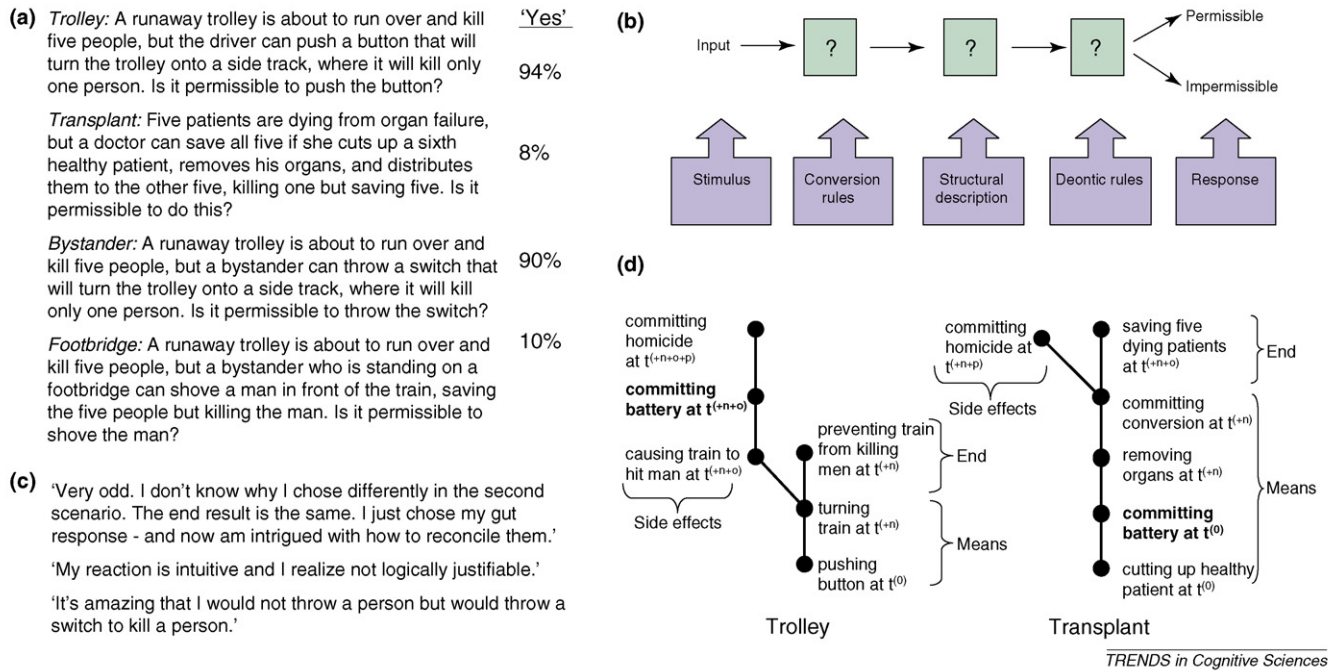 (a) Trolley: A runaway trolley is about to run over and kill
five people, but the driver can push a button that will
turn the trolley onto a side track, where it will kill only
one person. Is it permissible to push the button?
'Yes'
94%
Transplant: Five patients are dying from organ failure,
but a doctor can save all five if she cuts up a sixth
healthy patient, removes his organs, and distributes
them to the other five, killing one but saving five. Is it
permissible to do this?
8%
Bystander: A runaway trolley is about to run over and
kill five people, but a bystander can throw a switch that
will turn the trolley onto a side track, where it will kill
only one person. Is it permissible to throw the switch?
90%
Footbridge: A runaway trolley is about to run over and
kill five people, but a bystander who is standing on a
footbridge can shove a man in front of the train, saving
the five people but killing the man. Is it permissible to
shove the man?
10%
(b)
Input
?
?
?
Permissible
Impermissible
Stimulus
Conversion
rules
Structural
description
Deontic rules
Response
(c) 'Very odd. I don't know why I chose differently in the second
scenario. The end result is the same. I just chose my gut
response - and now am intrigued with how to reconcile them.'
'My reaction is intuitive and I realize not logically justifiable.'
'It's amazing that I would not throw a person but would throw a
switch to kill a person.'
(d)
committing
homicide
at t(+n+o+p)
committing
battery at t(+n+o)
causing train to
hit man at t(+n+o)
Side effects
preventing train
from killing
men at t(+n)
End
turning
train at t(+n)
pushing
button at t(0)
Means
Trolley
committing
homicide at
t(+n+p)
Side effects
saving five
dying patients
at t(+n+o)
End
committing
conversion at t(+n)
removing
organs at t(+n)
committing
battery at t(0)
cutting up healthy
patient at t(0)
Means
Transplant
TRENDS in Cognitive Sciences